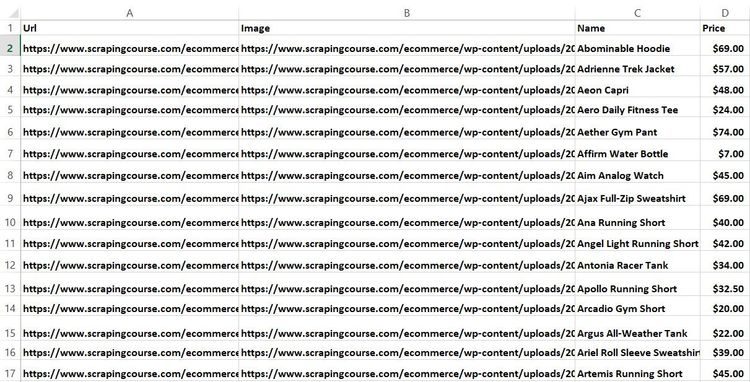 A B C D
1 Url Image Name Price
2 https://www.scrapingcourse.com/ecommerce https://www.scrapingcourse.com/ecommerce/wp-content/uploads/20 Abominable Hoodie $69.00
3 https://www.scrapingcourse.com/ecommerce https://www.scrapingcourse.com/ecommerce/wp-content/uploads/20 Adrienne Trek Jacket $57.00
4 https://www.scrapingcourse.com/ecommerce https://www.scrapingcourse.com/ecommerce/wp-content/uploads/20 Aeon Capri $48.00
5 https://www.scrapingcourse.com/ecommerce https://www.scrapingcourse.com/ecommerce/wp-content/uploads/20 Aero Daily Fitness Tee $24.00
6 https://www.scrapingcourse.com/ecommerce https://www.scrapingcourse.com/ecommerce/wp-content/uploads/20 Aether Gym Pant $74.00
7 https://www.scrapingcourse.com/ecommerce https://www.scrapingcourse.com/ecommerce/wp-content/uploads/20 Affirm Water Bottle $7.00
8 https://www.scrapingcourse.com/ecommerce https://www.scrapingcourse.com/ecommerce/wp-content/uploads/20 Aim Analog Watch $45.00
9 https://www.scrapingcourse.com/ecommerce https://www.scrapingcourse.com/ecommerce/wp-content/uploads/20 Ajax Full-Zip Sweatshirt $69.00
10 https://www.scrapingcourse.com/ecommerce https://www.scrapingcourse.com/ecommerce/wp-content/uploads/20 Ana Running Short $40.00
11 https://www.scrapingcourse.com/ecommerce https://www.scrapingcourse.com/ecommerce/wp-content/uploads/20 Angel Light Running Short $42.00
12 https://www.scrapingcourse.com/ecommerce https://www.scrapingcourse.com/ecommerce/wp-content/uploads/20 Antonia Racer Tank $34.00
13 https://www.scrapingcourse.com/ecommerce https://www.scrapingcourse.com/ecommerce/wp-content/uploads/20 Apollo Running Short $32.50
14 https://www.scrapingcourse.com/ecommerce https://www.scrapingcourse.com/ecommerce/wp-content/uploads/20 Arcadio Gym Short $20.00
15 https://www.scrapingcourse.com/ecommerce https://www.scrapingcourse.com/ecommerce/wp-content/uploads/20 Argus All-Weather Tank $22.00
16 https://www.scrapingcourse.com/ecommerce https://www.scrapingcourse.com/ecommerce/wp-content/uploads/20 Ariel Roll Sleeve Sweatshir $39.00
17 https://www.scrapingcourse.com/ecommerce https://www.scrapingcourse.com/ecommerce/wp-content/uploads/20 Artemis Running Short $45.00